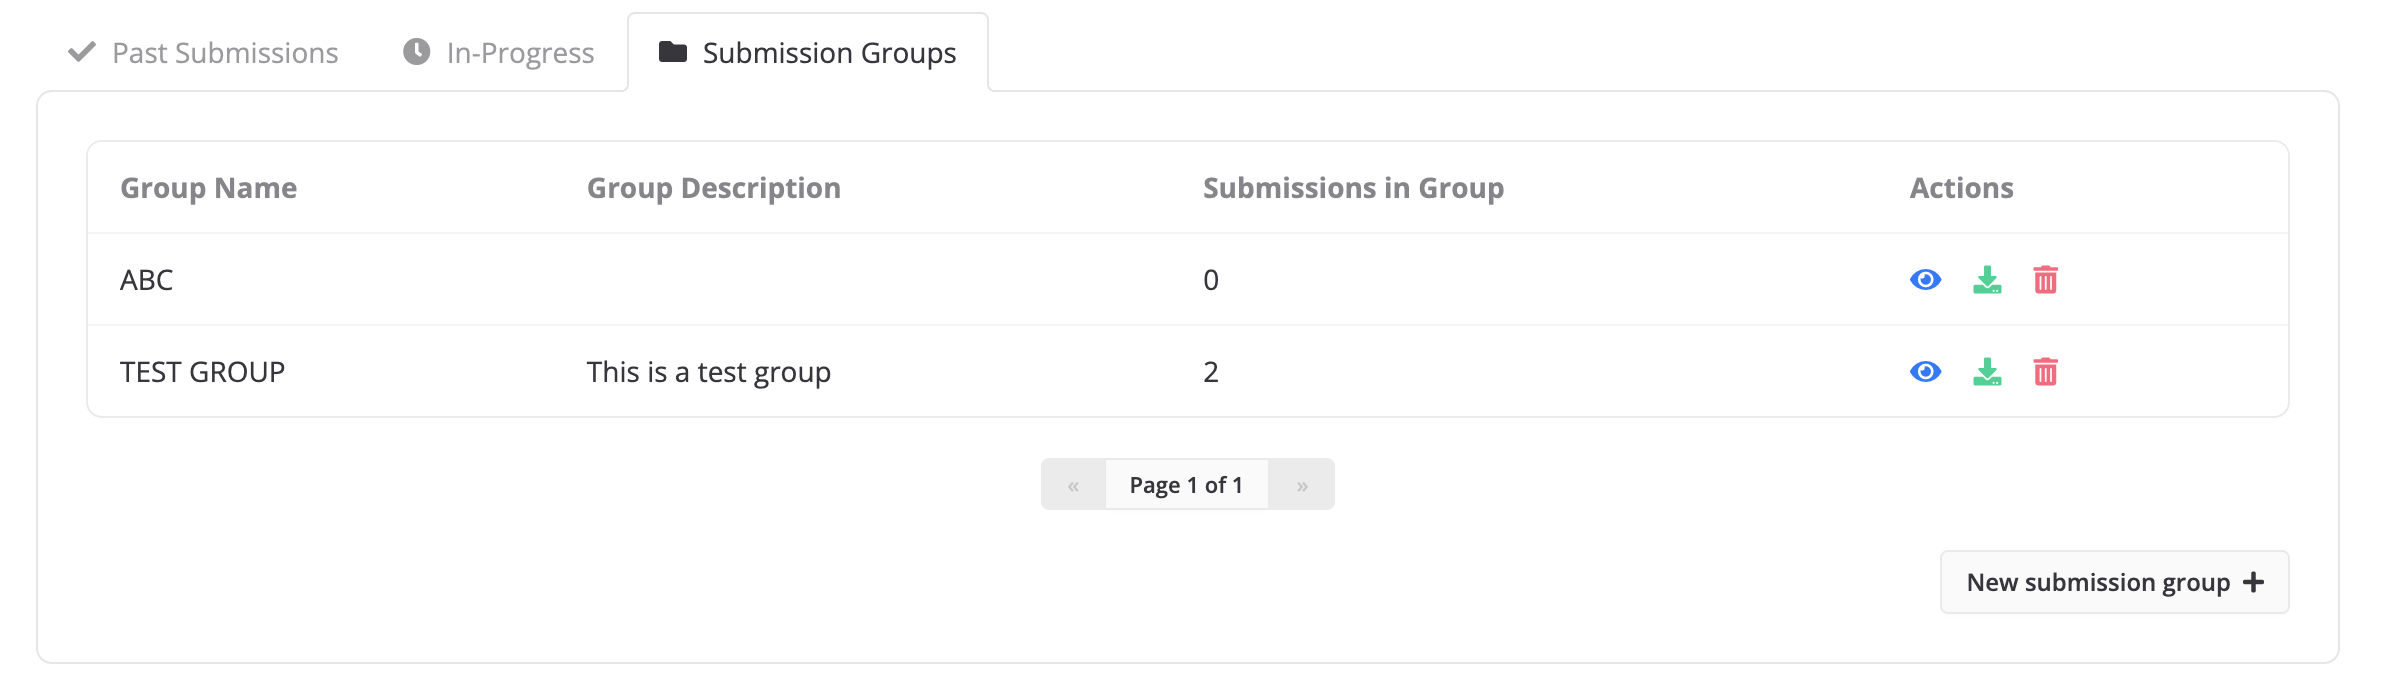 Past Submissions In-Progress Submission Groups
Group Name Group Description Submissions in Group Actions
ABC 0
TEST GROUP This is a test group 2
« Page 1 of 1 »
New submission group +